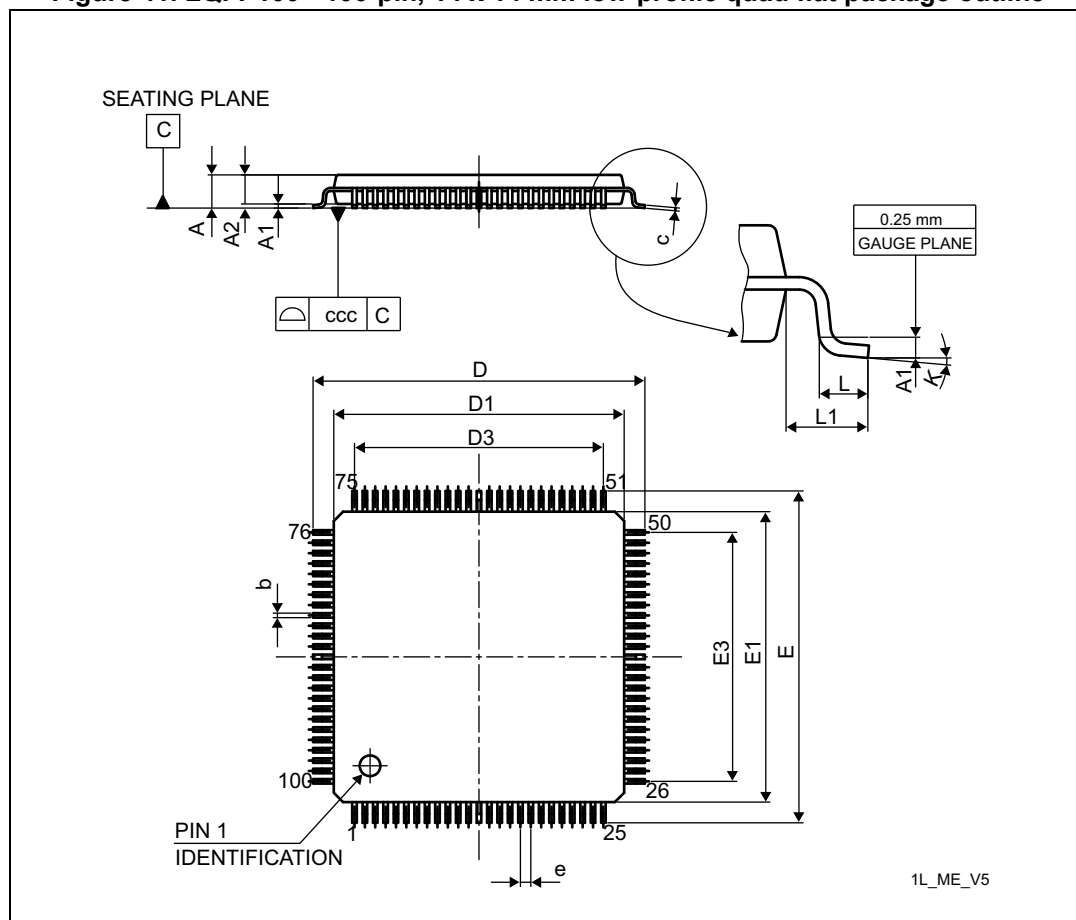 SEATING PLANE
C
A
A2
A1
c
0.25 mm
GAUGE PLANE
ccc
C
A1
K
L
L1
D
D1
D3
75
51
76
50
b
E3
E1
E
100
26
PIN 1
IDENTIFICATION
1
25
e
1L_ME_V5